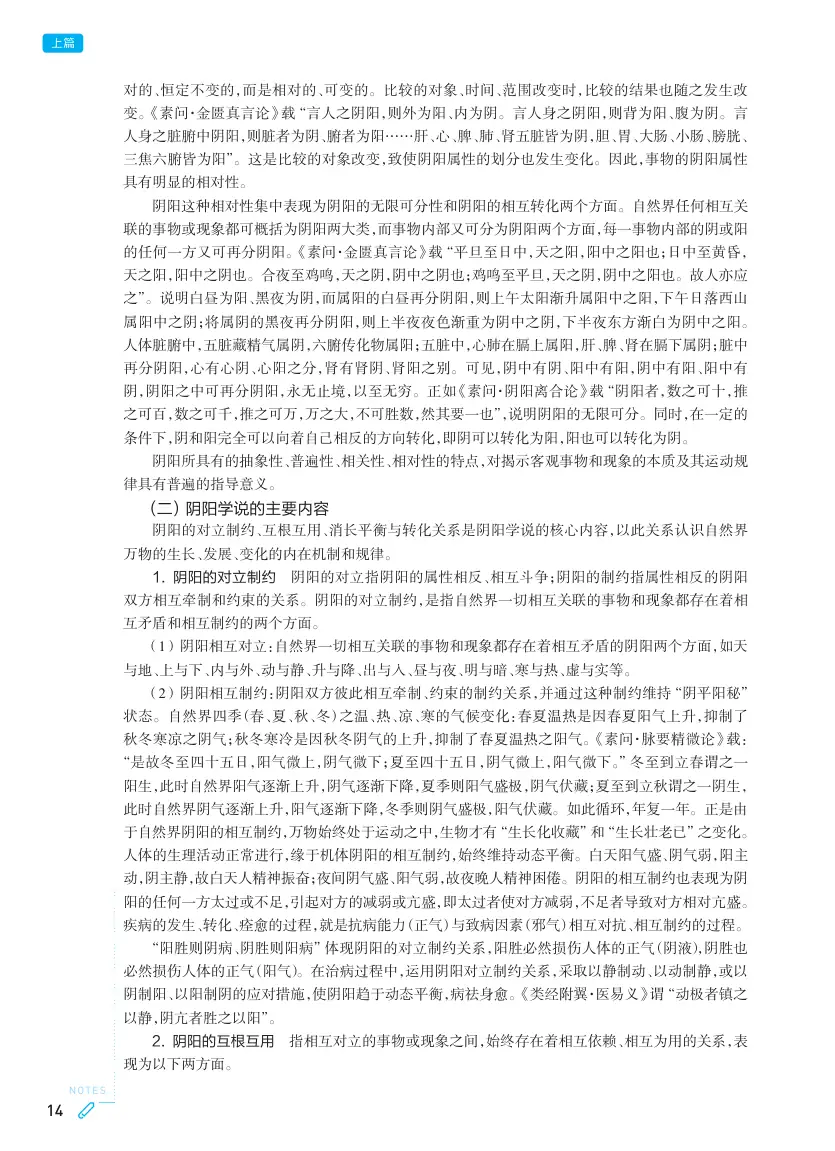 上篇
对的、恒定不变的，而是相对的、可变的。比较的对象、时间、范围改变时，比较的结果也随之发生改
变。《素问·金匮真言论》载“言人之阴阳，则外为阳、内为阴。言人身之阴阳，则背为阳、腹为阴。言
人身之脏腑中阴阳，则脏者为阴、腑者为阳……肝、心、脾、肺、肾五脏皆为阴，胆、胃、大肠、小肠、膀胱、
三焦六腑皆为阳”。这是比较的对象改变，致使阴阳属性的划分也发生变化。因此，事物的阴阳属性
具有明显的相对性。
阴阳这种相对性集中表现为阴阳的无限可分性和阴阳的相互转化两个方面。自然界任何相互关
联的事物或现象都可概括为阴阳两大类，而事物内部又可分为阴阳两个方面，每一事物内部的阴或阳
的任何一方又可再分阴阳。《素问·金匮真言论》载“平旦至日中，天之阳，阳中之阳也；日中至黄昏，
天之阳，阳中之阴也。合夜至鸡鸣，天之阴，阴中之阴也；鸡鸣至平旦，天之阴，阴中之阳也。故人亦应
之”。说明白昼为阳、黑夜为阴，而属阳的白昼再分阴阳，则上午太阳渐升属阳中之阳，下午日落西山
属阳中之阴；将属阴的黑夜再分阴阳，则上半夜夜色渐重为阴中之阴，下半夜东方渐白为阴中之阳。
人体脏腑中，五脏藏精气属阴，六腑传化物属阳；五脏中，心肺在膈上属阳，肝、脾、肾在膈下属阴；脏中
再分阴阳，心有心阴、心阳之分，肾有肾阴、肾阳之别。可见，阴中有阴、阳中有阳，阴中有阳、阳中有
阴，阴阳之中可再分阴阳，永无止境，以至无穷。正如《素问·阴阳离合论》载“阴阳者，数之可十，推
之可百，数之可千，推之可万，万之大，不可胜数，然其要一也”，说明阴阳的无限可分。同时，在一定的
条件下，阴和阳完全可以向着自己相反的方向转化，即阴可以转化为阳，阳也可以转化为阴。
阴阳所具有的抽象性、普遍性、相关性、相对性的特点，对揭示客观事物和现象的本质及其运动规
律具有普遍的指导意义。
（二）阴阳学说的主要内容
阴阳的对立制约、互根互用、消长平衡与转化关系是阴阳学说的核心内容，以此关系认识自然界
万物的生长、发展、变化的内在机制和规律。
1. 阴阳的对立制约　阴阳的对立指阴阳的属性相反、相互斗争；阴阳的制约指属性相反的阴阳
双方相互牵制和约束的关系。阴阳的对立制约，是指自然界一切相互关联的事物和现象都存在着相
互矛盾和相互制约的两个方面。
（1）阴阳相互对立：自然界一切相互关联的事物和现象都存在着相互矛盾的阴阳两个方面，如天
与地、上与下、内与外、动与静、升与降、出与入、昼与夜、明与暗、寒与热、虚与实等。
（2）阴阳相互制约：阴阳双方彼此相互牵制、约束的制约关系，并通过这种制约维持“阴平阳秘”
状态。自然界四季（春、夏、秋、冬）之温、热、凉、寒的气候变化：春夏温热是因春夏阳气上升，抑制了
秋冬寒凉之阴气；秋冬寒冷是因秋冬阴气的上升，抑制了春夏温热之阳气。《素问·脉要精微论》载：
“是故冬至四十五日，阳气微上，阴气微下；夏至四十五日，阴气微上，阳气微下。”冬至到立春谓之一
阳生，此时自然界阳气逐渐上升，阴气逐渐下降，夏季则阳气盛极，阴气伏藏；夏至到立秋谓之一阴生，
此时自然界阴气逐渐上升，阳气逐渐下降，冬季则阴气盛极，阳气伏藏。如此循环，年复一年。正是由
于自然界阴阳的相互制约，万物始终处于运动之中，生物才有“生长化收藏”和“生长壮老已”之变化。
人体的生理活动正常进行，缘于机体阴阳的相互制约，始终维持动态平衡。白天阳气盛、阴气弱，阳主
动，阴主静，故白天人精神振奋；夜间阴气盛、阳气弱，故夜晚人精神困倦。阴阳的相互制约也表现为阴
阳的任何一方太过或不足，引起对方的减弱或亢盛，即太过者使对方减弱，不足者导致对方相对亢盛。
疾病的发生、转化、痊愈的过程，就是抗病能力（正气）与致病因素（邪气）相互对抗、相互制约的过程。
“阳胜则阴病、阴胜则阳病”体现阴阳的对立制约关系，阳胜必然损伤人体的正气（阴液），阴胜也
必然损伤人体的正气（阳气）。在治病过程中，运用阴阳对立制约关系，采取以静制动、以动制静，或以
阴制阳、以阳制阴的应对措施，使阴阳趋于动态平衡，病祛身愈。《类经附翼·医易义》谓“动极者镇之
以静，阴亢者胜之以阳”。
2. 阴阳的互根互用　指相互对立的事物或现象之间，始终存在着相互依赖、相互为用的关系，表
现为以下两方面。
NOTES
14